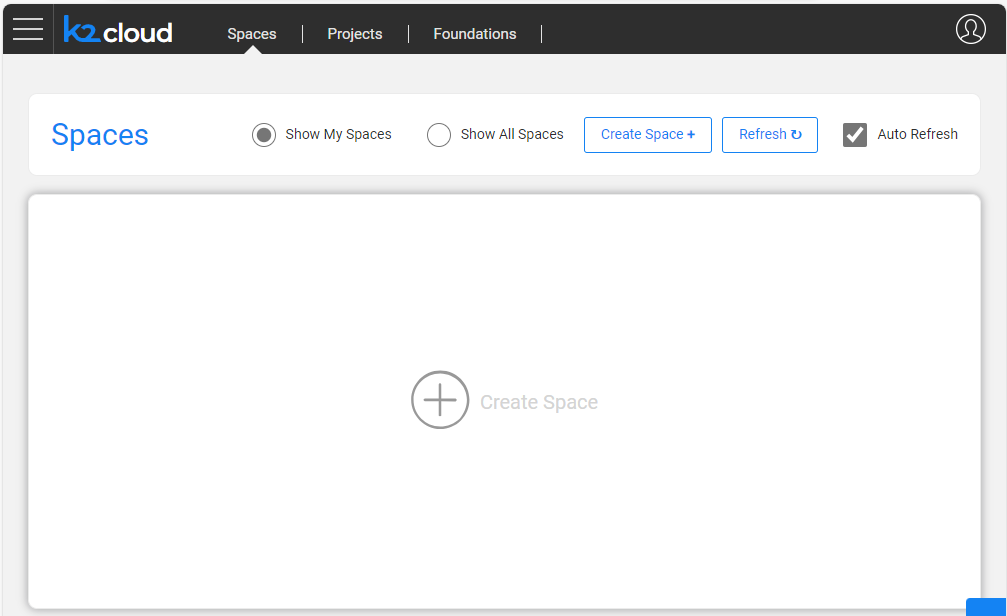 k2cloud
Spaces
Projects
Foundations
Spaces
Show My Spaces
Show All Spaces
Create Space +
Refresh ↻
Auto Refresh
Create Space